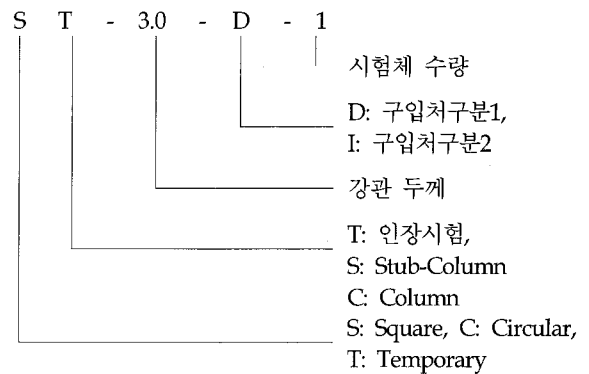 S T - 3.0 - D - 1
시험체 수량
D: 구입처구분1,
I: 구입처구분2
강관 두께
T: 인장시험,
S: Stub-Column
C: Column
S: Square, C: Circular,
T: Temporary